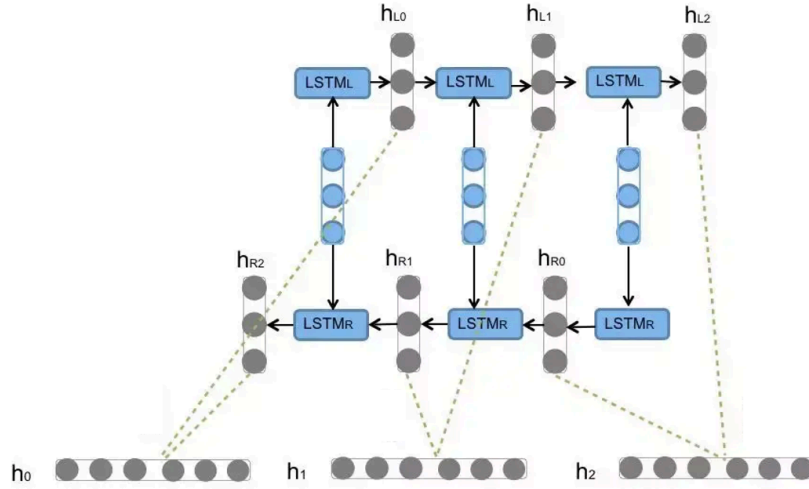 hL0 hL1 hL2
LSTML LSTML LSTML
hR2 hR1 hR0
LSTMR LSTMR LSTMR
h0 h1 h2